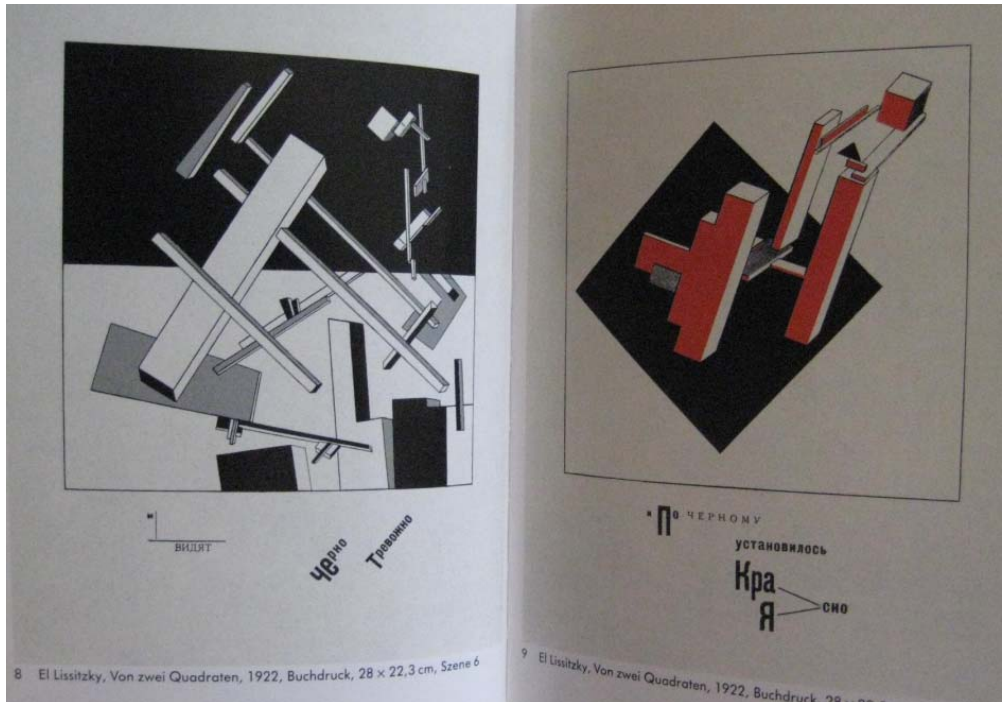 и
ВИДЯТ
Черно
Тревожно
8 El Lissitzky, Von zwei Quadraten, 1922, Buchdruck, 28 × 22,3 cm, Szene 6
и По ЧЕРНОМУ
установилось
Кра
Я
сно
9 El Lissitzky, Von zwei Quadraten, 1922, Buchdruck, 28